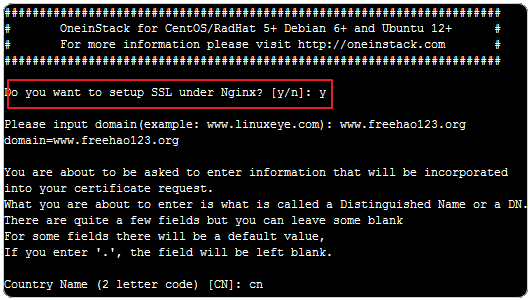 #######################################################################
#       OneinStack for CentOS/RadHat 5+ Debian 6+ and Ubuntu 12+      #
#       For more information please visit http://oneinstack.com       #
#######################################################################
Do you want to setup SSL under Nginx? [y/n]: y
Please input domain(example: www.linuxeye.com): www.freehao123.org
domain=www.freehao123.org
You are about to be asked to enter information that will be incorporated
into your certificate request.
What you are about to enter is what is called a Distinguished Name or a DN.
There are quite a few fields but you can leave some blank
For some fields there will be a default value,
If you enter '.', the field will be left blank.
Country Name (2 letter code) [CN]: cn